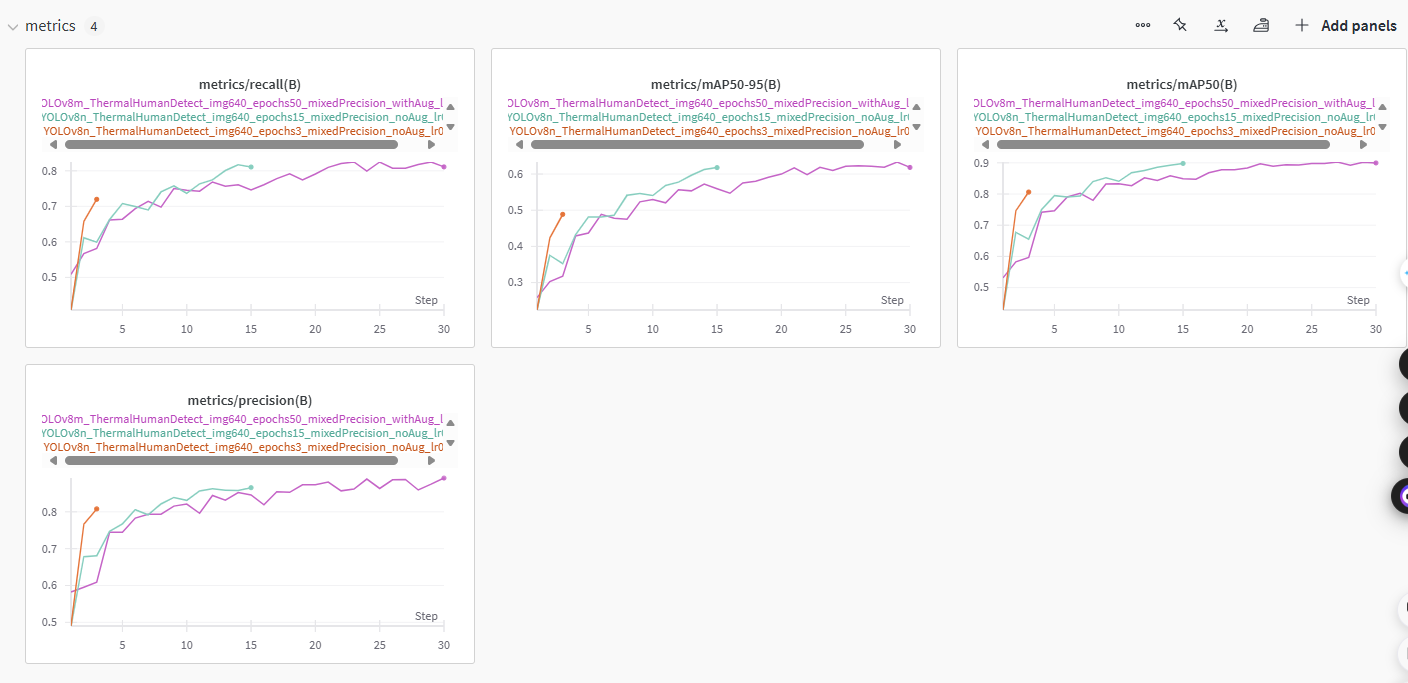 metrics 4
Add panels
metrics/recall(B)
OLOv8m_ThermalHumanDetect_img640_epochs50_mixedPrecision_withAug_l
YOLOv8n_ThermalHumanDetect_img640_epochs15_mixedPrecision_noAug_lr
YOLOv8n_ThermalHumanDetect_img640_epochs3_mixedPrecision_noAug_lr0
0.8
0.7
0.6
0.5
Step
5 10 15 20 25 30
metrics/mAP50-95(B)
OLOv8m_ThermalHumanDetect_img640_epochs50_mixedPrecision_withAug_l
YOLOv8n_ThermalHumanDetect_img640_epochs15_mixedPrecision_noAug_lr
YOLOv8n_ThermalHumanDetect_img640_epochs3_mixedPrecision_noAug_lr0
0.6
0.5
0.4
0.3
Step
5 10 15 20 25 30
metrics/mAP50(B)
OLOv8m_ThermalHumanDetect_img640_epochs50_mixedPrecision_withAug_l
YOLOv8n_ThermalHumanDetect_img640_epochs15_mixedPrecision_noAug_lr
YOLOv8n_ThermalHumanDetect_img640_epochs3_mixedPrecision_noAug_lr0
0.9
0.8
0.7
0.6
0.5
Step
5 10 15 20 25 30
metrics/precision(B)
OLOv8m_ThermalHumanDetect_img640_epochs50_mixedPrecision_withAug_l
YOLOv8n_ThermalHumanDetect_img640_epochs15_mixedPrecision_noAug_lr
YOLOv8n_ThermalHumanDetect_img640_epochs3_mixedPrecision_noAug_lr0
0.8
0.7
0.6
0.5
Step
5 10 15 20 25 30